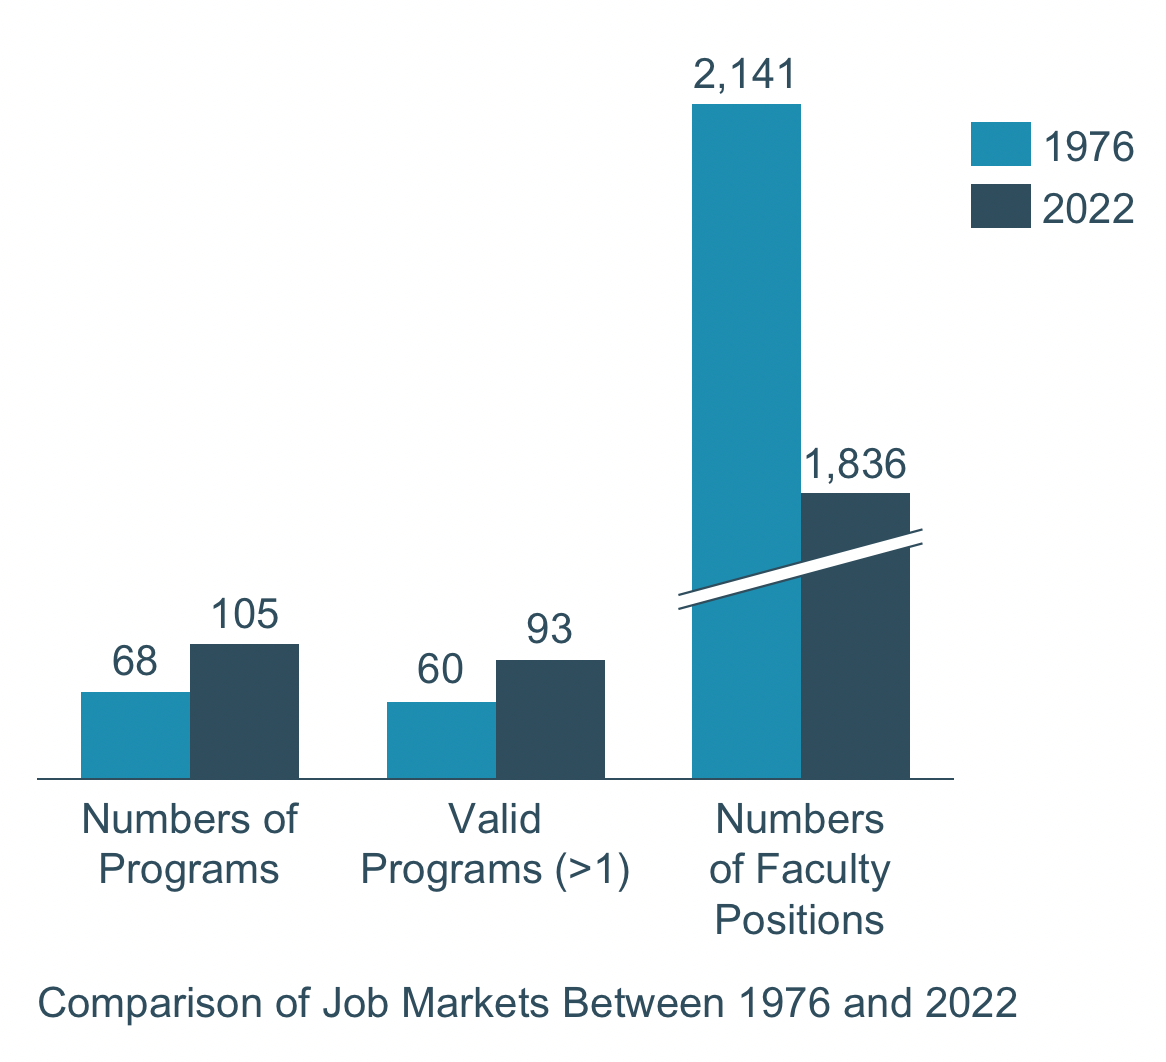 2,141
1976
2022
1,836
105
68
93
60
Numbers of
Programs
Valid
Programs (>1)
Numbers
of Faculty
Positions
Comparison of Job Markets Between 1976 and 2022